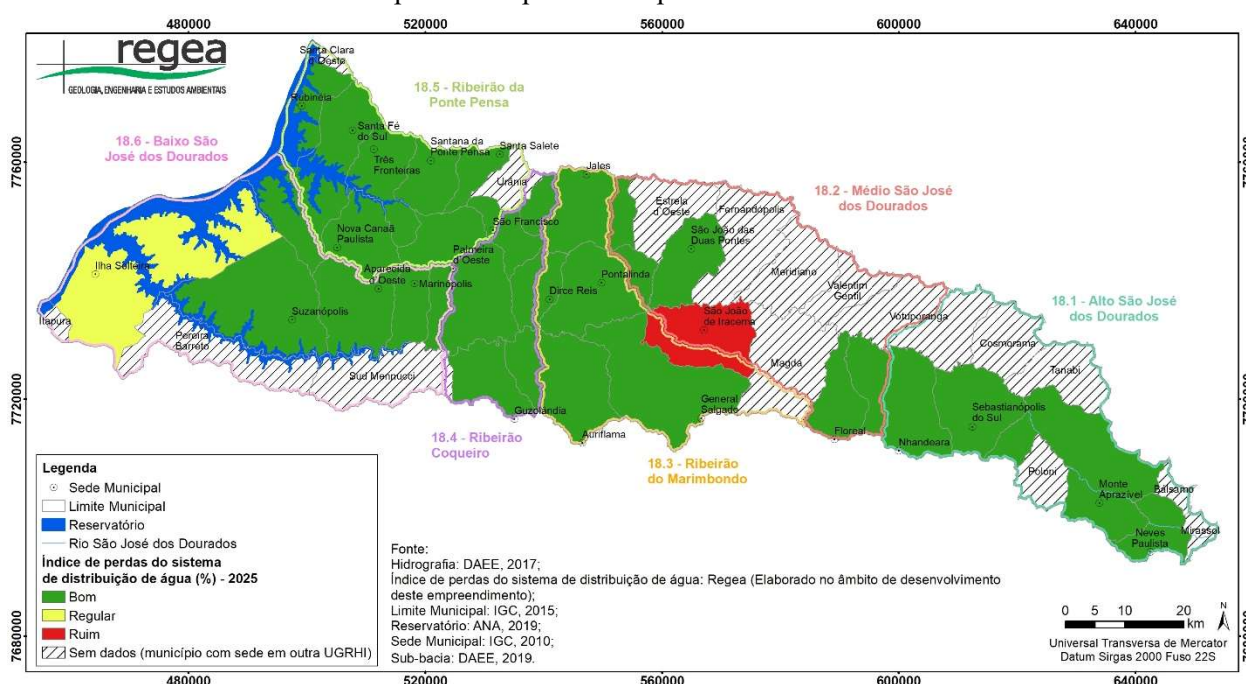 480000 520000 560000 600000 640000
regea
GEOLOGIA, ENGENHARIA E ESTUDOS AMBIENTAIS
Santa Clara
d'Oeste
18.5 - Ribeirão da
Ponte Pensa
Rubinéia
Santa Fé
do Sul
Três
Fronteiras
Santana da
Ponte Pensa
Santa Salete
Urânia
Jales
18.6 - Baixo São
José dos Dourados
18.2 - Médio São José
dos Dourados
Estrela
d'Oeste
Fernandópolis
São João das
Duas Pontes
São Francisco
Nova Canaã
Paulista
Palmeira
d'Oeste
Aparecida
d'Oeste
Marinópolis
Ilha Solteira
Meridiano
Valentim
Gentil
Pontalinda
Dirce Reis
18.1 - Alto São José
dos Dourados
Votuporanga
Suzanápolis
Itapura
Pereira
Barreto
São João
de Iracema
Cosmorama
Tanabi
Magda
Sud Mennucci
General
Salgado
Guzolândia
Auriflama
Floreal
Sebastianópolis
do Sul
Nhandeara
18.4 - Ribeirão
Coqueiro
18.3 - Ribeirão
do Marimbondo
Poloni
Monte
Aprazível
Bálsamo
Mirassol
Neves
Paulista
7760000 7760000
7720000 7720000
7680000 7680000
Legenda
Sede Municipal
Limite Municipal
Reservatório
Rio São José dos Dourados
Índice de perdas do sistema
de distribuição de água (%) - 2025
Bom
Regular
Ruim
Sem dados (município com sede em outra UGRHI)
Fonte:
Hidrografia: DAEE, 2017;
Índice de perdas do sistema de distribuição de água: Regea (Elaborado no âmbito de desenvolvimento
deste empreendimento);
Limite Municipal: IGC, 2015;
Reservatório: ANA, 2019;
Sede Municipal: IGC, 2010;
Sub-bacia: DAEE, 2019.
0 5 10 20
km
N
Universal Transversa de Mercator
Datum Sirgas 2000 Fuso 22S
480000 520000 560000 600000 640000